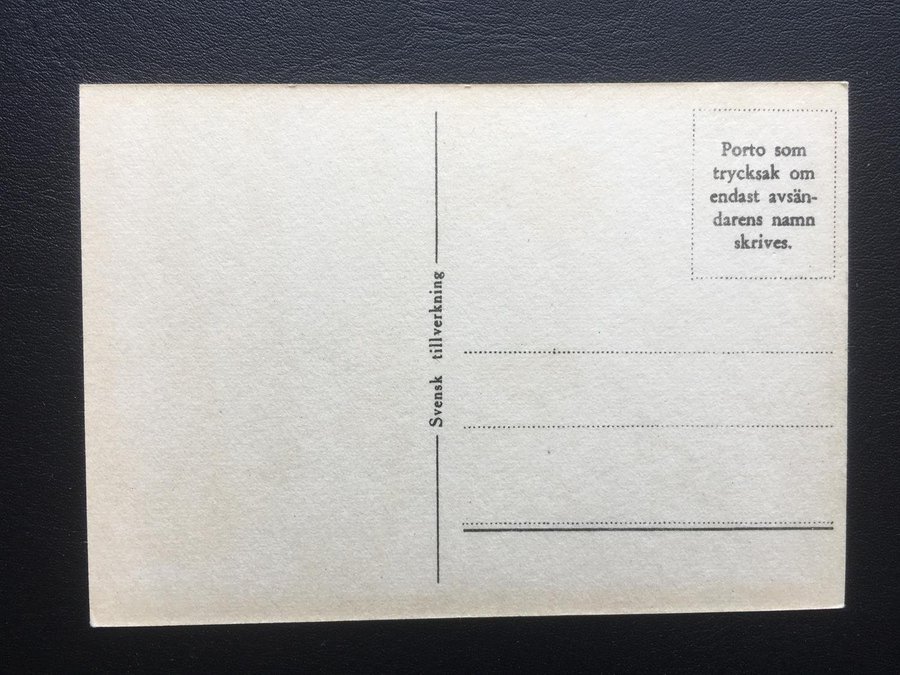 Svensk tillverkning
Porto som
trycksak om
endast avsän-
darens namn
skrives.